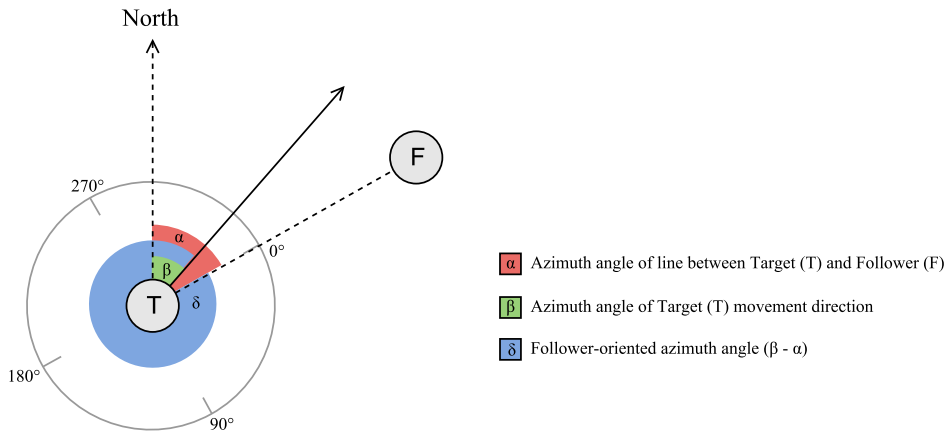 North
F
270°
α
0°
β
T
δ
180°
90°
α Azimuth angle of line between Target (T) and Follower (F)
β Azimuth angle of Target (T) movement direction
δ Follower-oriented azimuth angle (β - α)